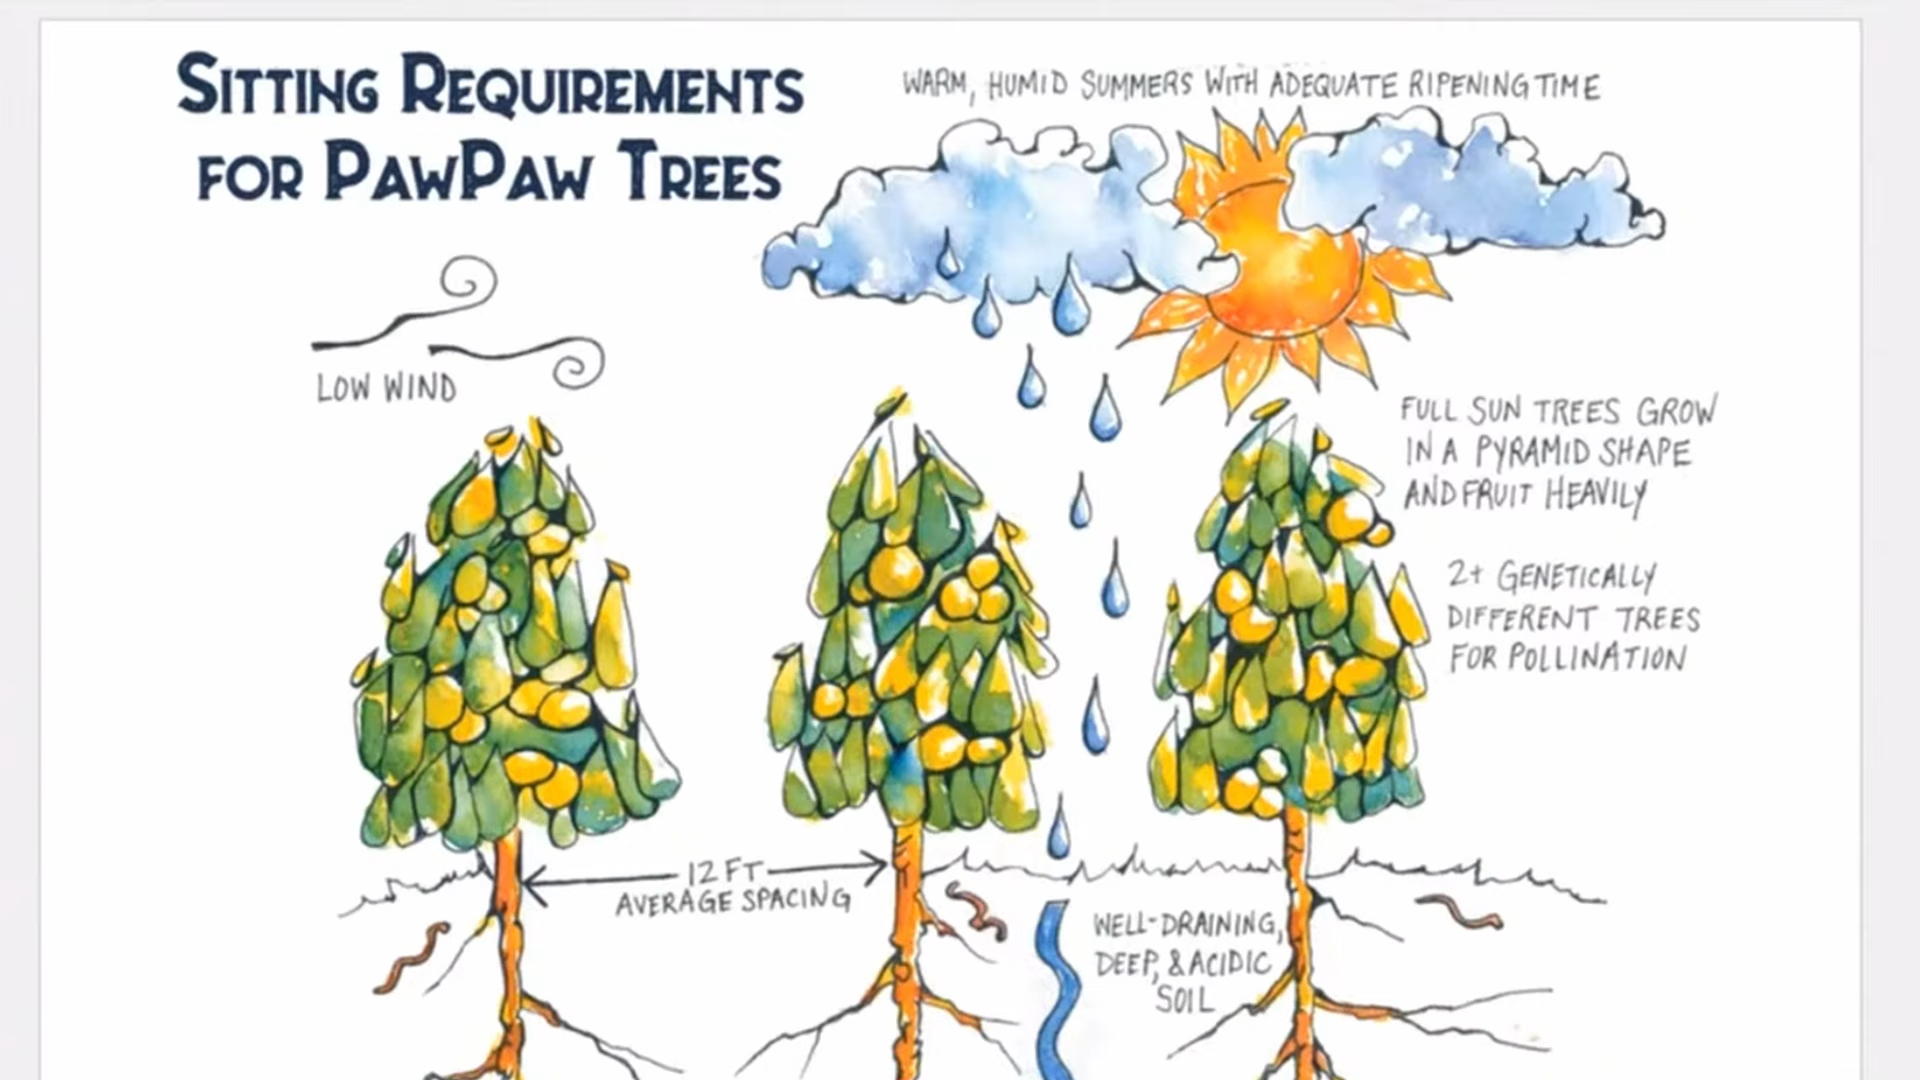 Sitting Requirements
for PawPaw Trees
WARM, HUMID SUMMERS WITH ADEQUATE RIPENING TIME
LOW WIND
FULL SUN TREES GROW
IN A PYRAMID SHAPE
AND FRUIT HEAVILY
2+ GENETICALLY
DIFFERENT TREES
FOR POLLINATION
12 FT
AVERAGE SPACING
WELL-DRAINING,
DEEP, & ACIDIC
SOIL